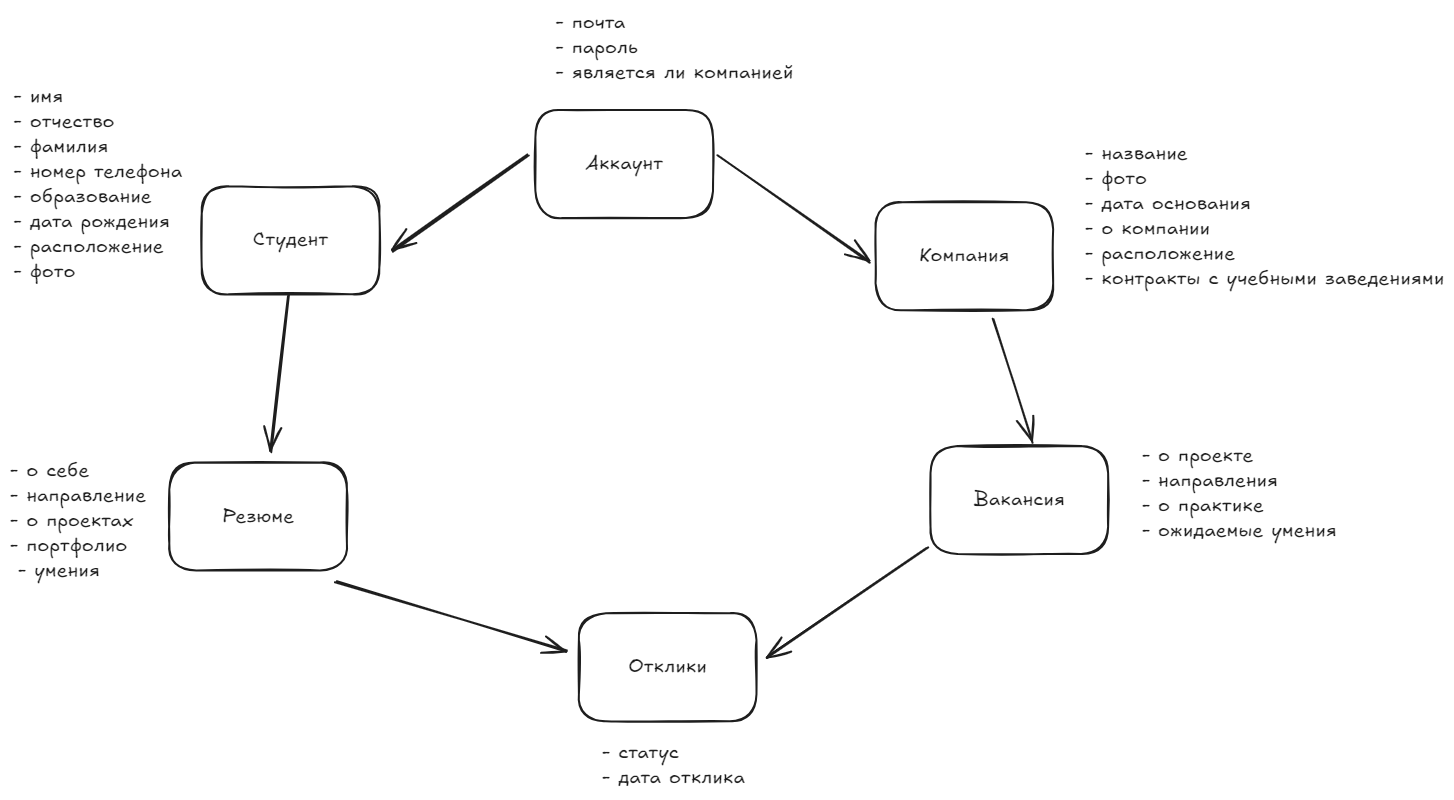 - почта
- пароль
- является ли компанией
Аккаунт
- имя
- отчество
- фамилия
- номер телефона
- образование
- дата рождения
- расположение
- фото
Студент
- название
- фото
- дата основания
- о компании
- расположение
- контракты с учебными заведениями
Компания
- о себе
- направление
- о проектах
- портфолио
- умения
Резюме
- о проекте
- направления
- о практике
- ожидаемые умения
Вакансия
Отклики
- статус
- дата отклика